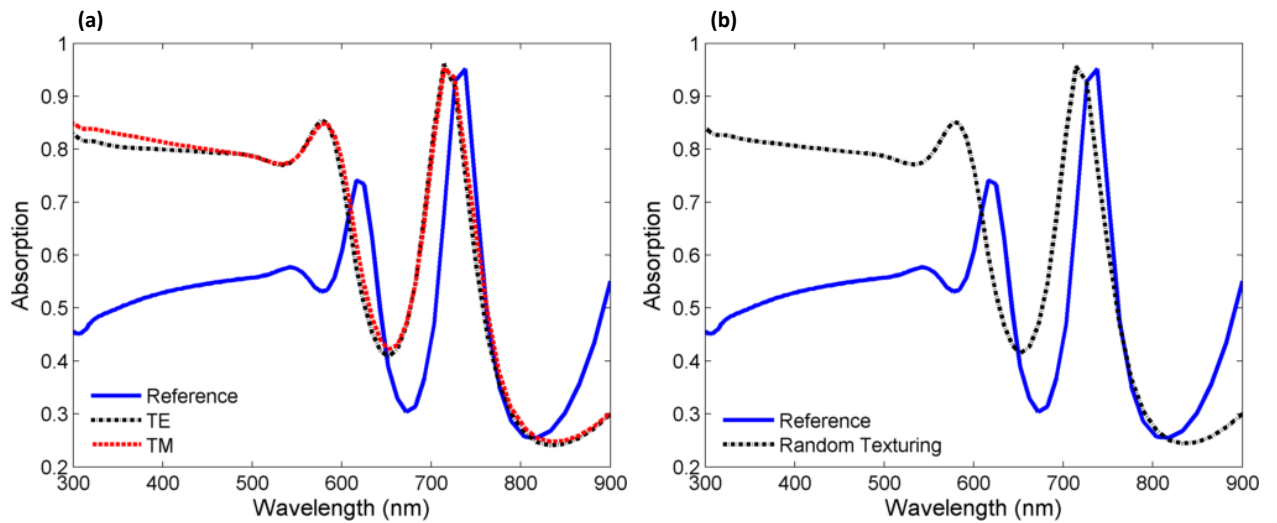 (a)
1
0.9
0.8
0.7
0.6
0.5
0.4
0.3
0.2
Absorption
Reference
TE
TM
300 400 500 600 700 800 900
Wavelength (nm)
(b)
1
0.9
0.8
0.7
0.6
0.5
0.4
0.3
0.2
Absorption
Reference
Random Texturing
300 400 500 600 700 800 900
Wavelength (nm)